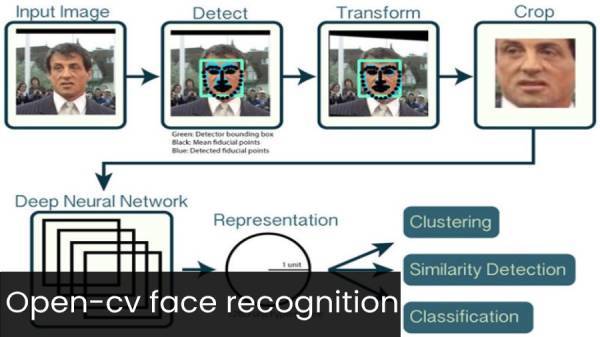 Input Image
Detect
Transform
Crop
Green: Detector bounding box
Black: Mean fiducial points
Blue: Detected fiducial points
Deep Neural Network
Representation
1 unit
Clustering
Similarity Detection
Classification
Open-cv face recognition